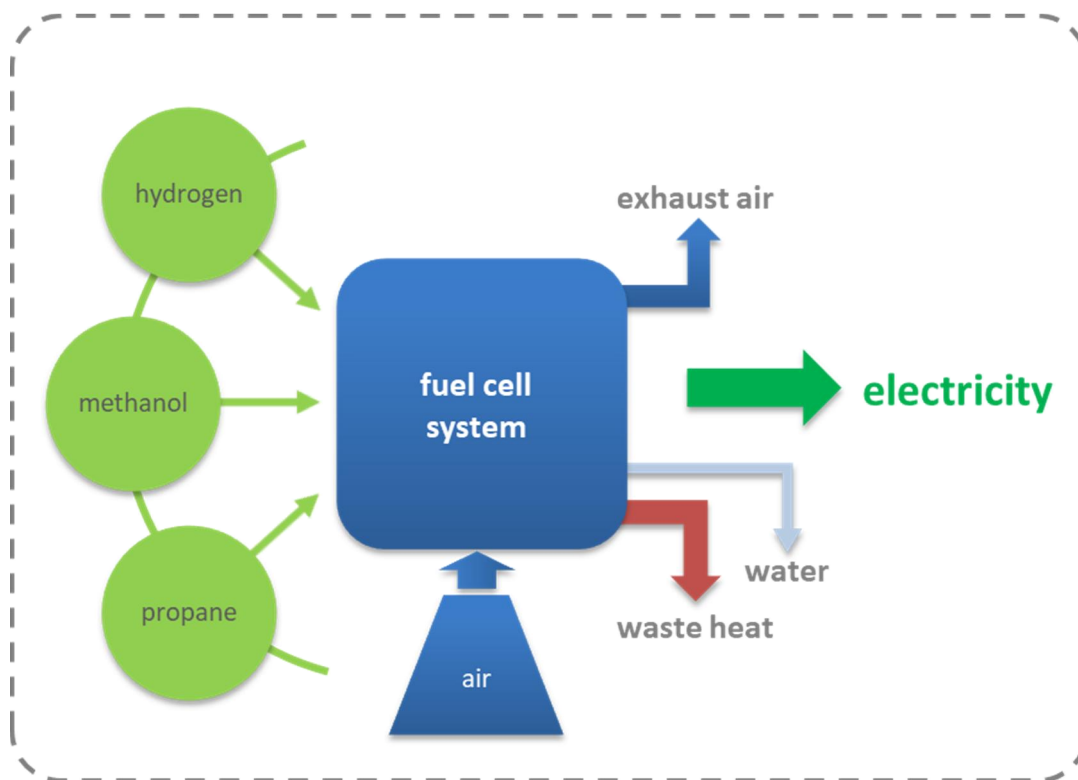 hydrogen
methanol
propane
fuel cell
system
air
exhaust air
electricity
water
waste heat